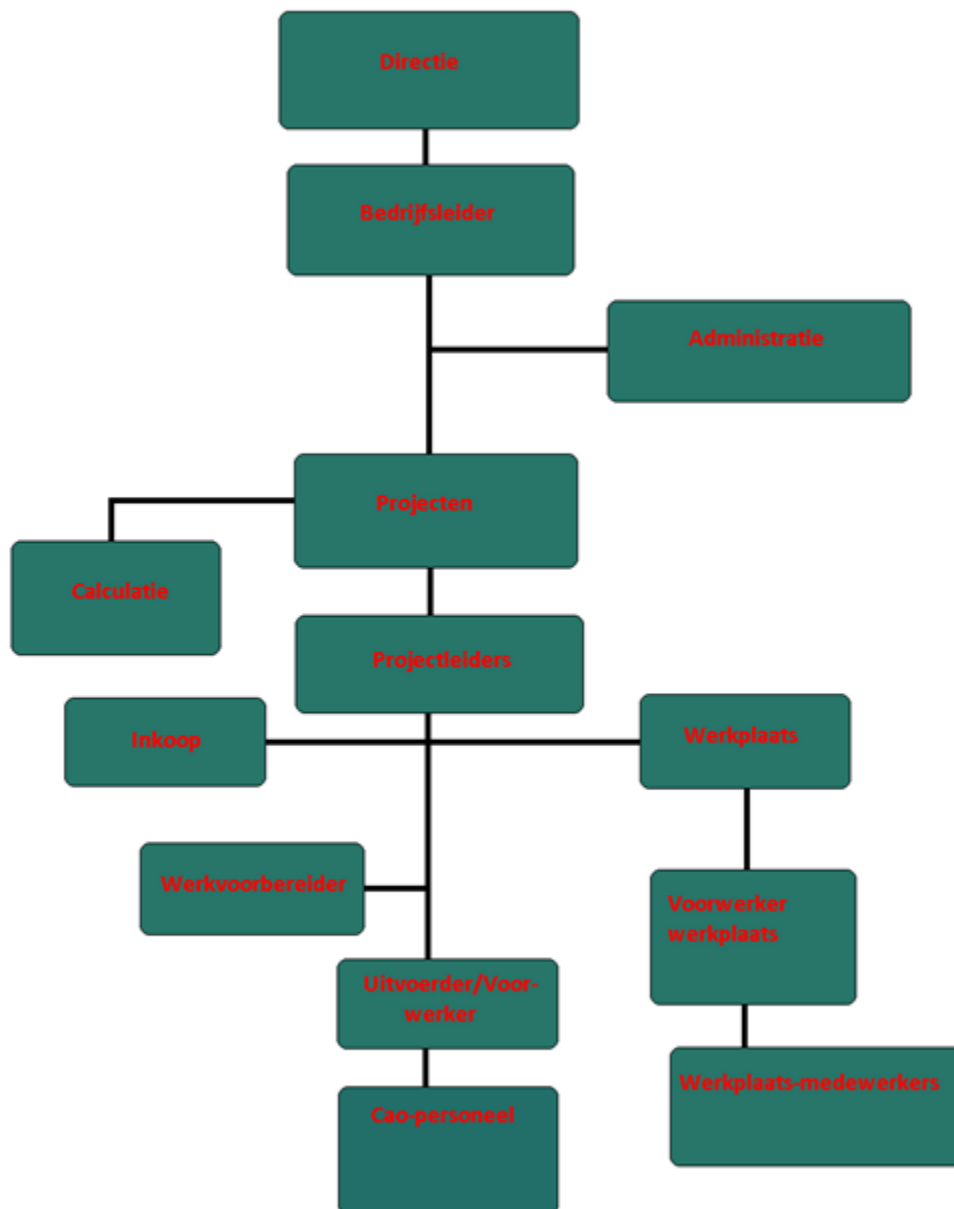 Directie
Bedrijfsleider
Administratie
Projecten
Calculatie
Projectleiders
Inkoop
Werkplaats
Werkvoorbereider
Voorwerker
werkplaats
Uitvoerder/Voor-
werker
Werkplaats-medewerkers
Cao-personeel